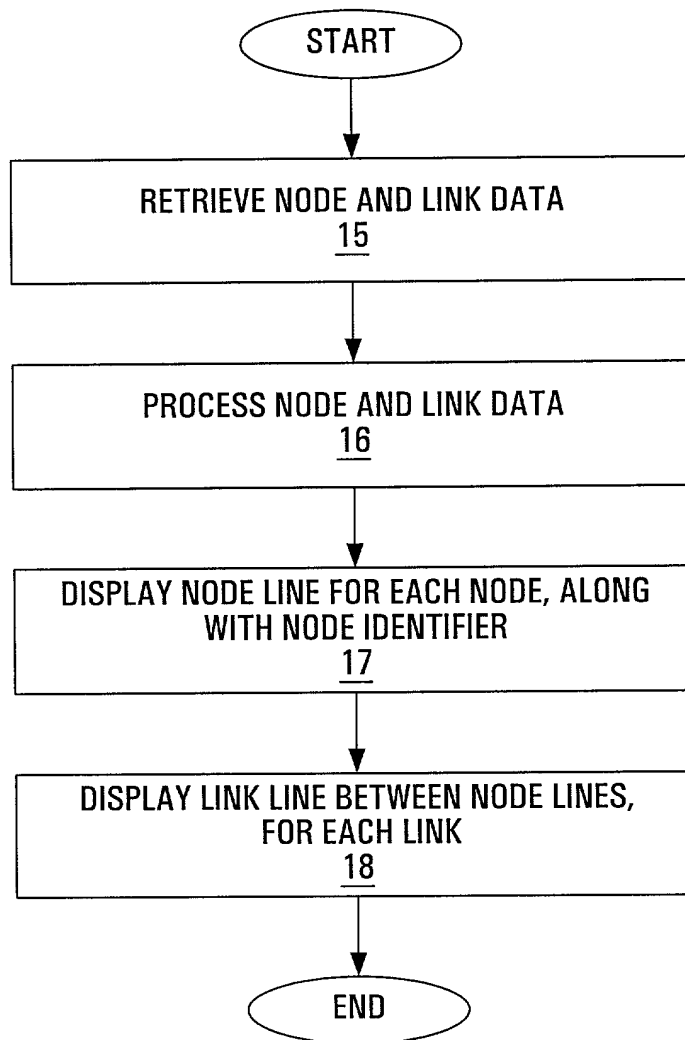 START
RETRIEVE NODE AND LINK DATA
15
PROCESS NODE AND LINK DATA
16
DISPLAY NODE LINE FOR EACH NODE, ALONG
WITH NODE IDENTIFIER
17
DISPLAY LINK LINE BETWEEN NODE LINES,
FOR EACH LINK
18
END